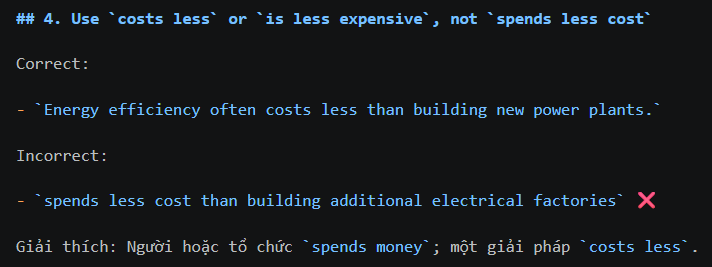 ## 4. Use `costs less` or `is less expensive`, not `spends less cost`
Correct:
- `Energy efficiency often costs less than building new power plants.`
Incorrect:
- `spends less cost than building additional electrical factories` ❌
Giải thích: Người hoặc tổ chức `spends money`; một giải pháp `costs less`.